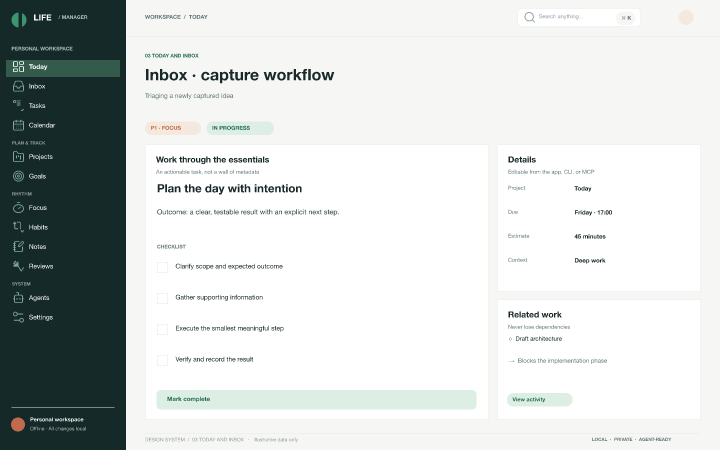 LIFE / MANAGER
PERSONAL WORKSPACE
Today
Inbox
Tasks
Calendar
PLAN & TRACK
Projects
Goals
RHYTHM
Focus
Habits
Notes
Reviews
SYSTEM
Agents
Settings
Personal workspace
Offline · All changes local
WORKSPACE / TODAY
Search anything...
⌘ K
03 TODAY AND INBOX
Inbox · capture workflow
Triaging a newly captured idea
P1 · FOCUS
IN PROGRESS
Work through the essentials
An actionable task, not a wall of metadata
Plan the day with intention
Outcome: a clear, testable result with an explicit next step.
CHECKLIST
Clarify scope and expected outcome
Gather supporting information
Execute the smallest meaningful step
Verify and record the result
Mark complete
Details
Editable from the app, CLI, or MCP
Project Today
Due Friday · 17:00
Estimate 45 minutes
Context Deep work
Related work
Never lose dependencies
○ Draft architecture
→ Blocks the implementation phase
View activity
DESIGN SYSTEM / 03 TODAY AND INBOX · Illustrative data only
LOCAL · PRIVATE · AGENT-READY